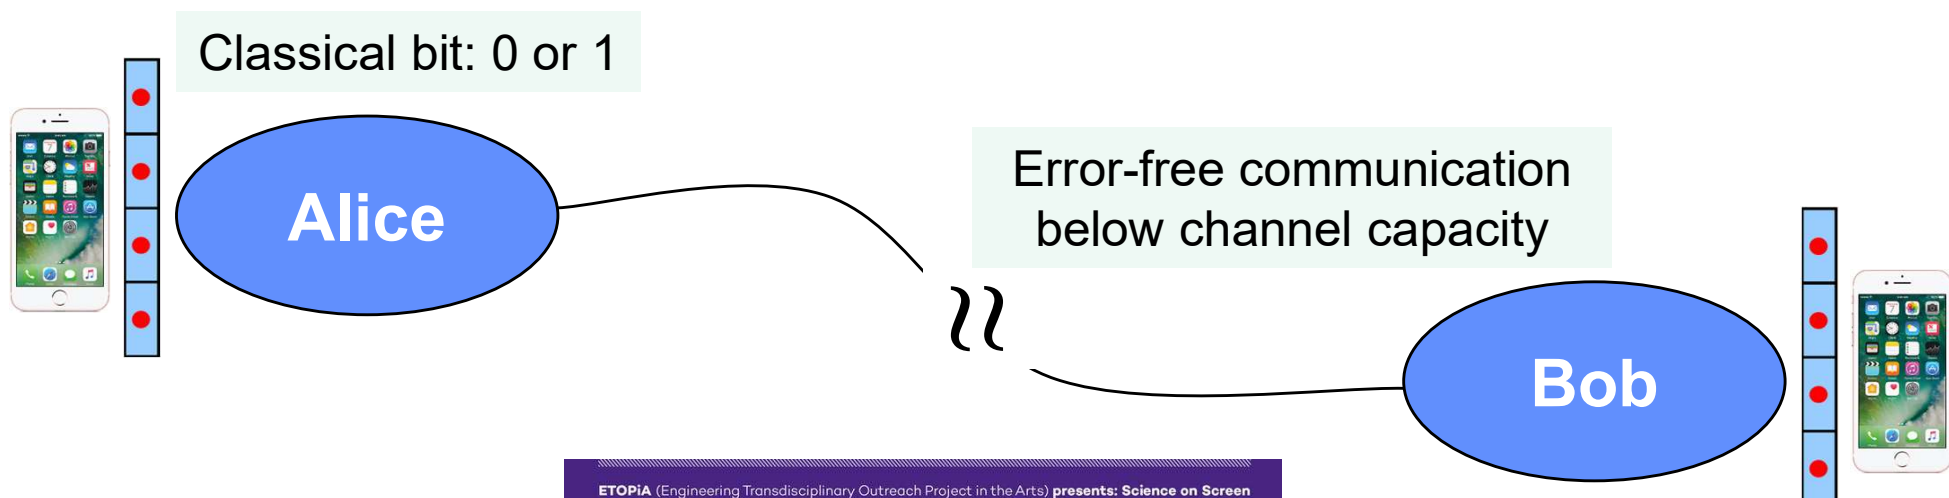 Classical bit: 0 or 1
Alice
Error-free communication
below channel capacity
Bob
ETOPiA (Engineering Transdisciplinary Outreach Project in the Arts) presents: Science on Screen